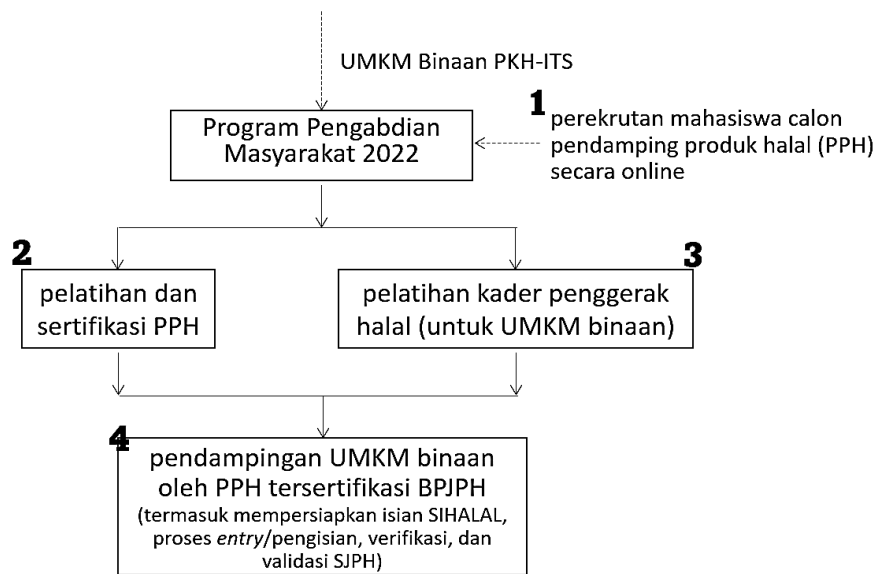 UMKM Binaan PKH-ITS
1
perekrutan mahasiswa calon
pendamping produk halal (PPH)
secara online
Program Pengabdian
Masyarakat 2022
2
pelatihan dan
sertifikasi PPH
3
pelatihan kader penggerak
halal (untuk UMKM binaan)
4
pendampingan UMKM binaan
oleh PPH tersertifikasi BPJPH
(termasuk mempersiapkan isian SIHALAL,
proses entry/pengisian, verifikasi, dan
validasi SJPH)